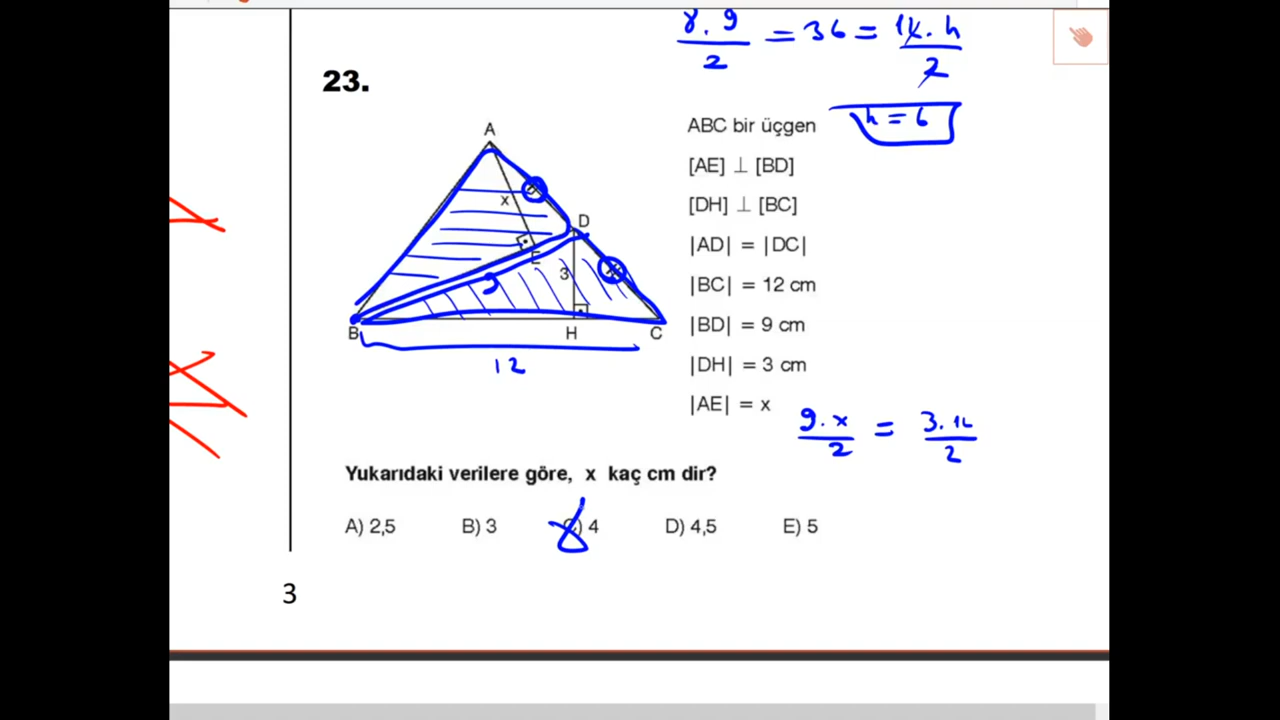 8.9/2 = 36 = 12.h/2
h = 6
23.
ABC bir üçgen
[AE] ⊥ [BD]
[DH] ⊥ [BC]
|AD| = |DC|
|BC| = 12 cm
|BD| = 9 cm
|DH| = 3 cm
|AE| = x
A
x
D
E
3
9
B
H
C
12
9.x/2 = 3.12/2
Yukarıdaki verilere göre, x kaç cm dir?
A) 2,5 B) 3 C) 4 D) 4,5 E) 5
3